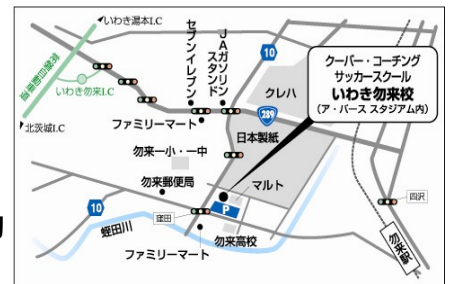 いわき湯本I.C
常磐自動車道
いわき勿来I.C
北茨城I.C
セブンイレブン
JAガソリン
スタンド
10
クレハ
289
クーバー・コーチング
サッカースクール
いわき勿来校
(ア・パース スタジアム内)
ファミリーマート
日本製紙
勿来一小・一中
勿来郵便局
マルト
P
10
窪田
四沢
蛭田川
勿来高校
ファミリーマート
勿来駅